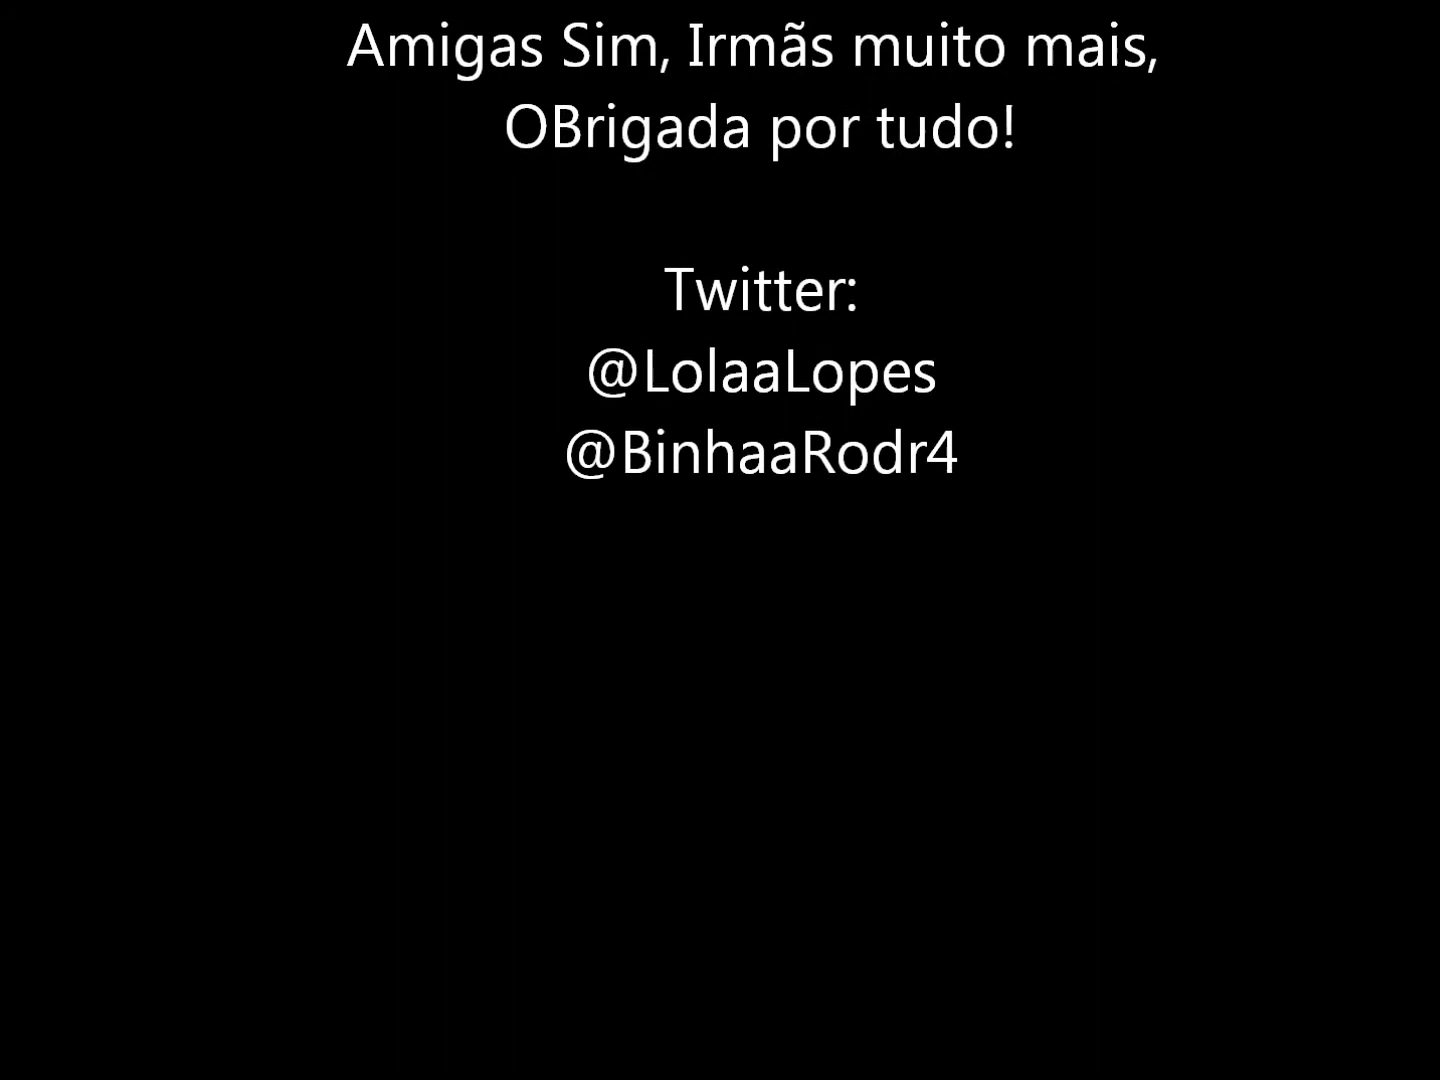 Amigas Sim, Irmãs muito mais,
OBrigada por tudo!
Twitter:
@LolaaLopes
@BinhaaRodr4